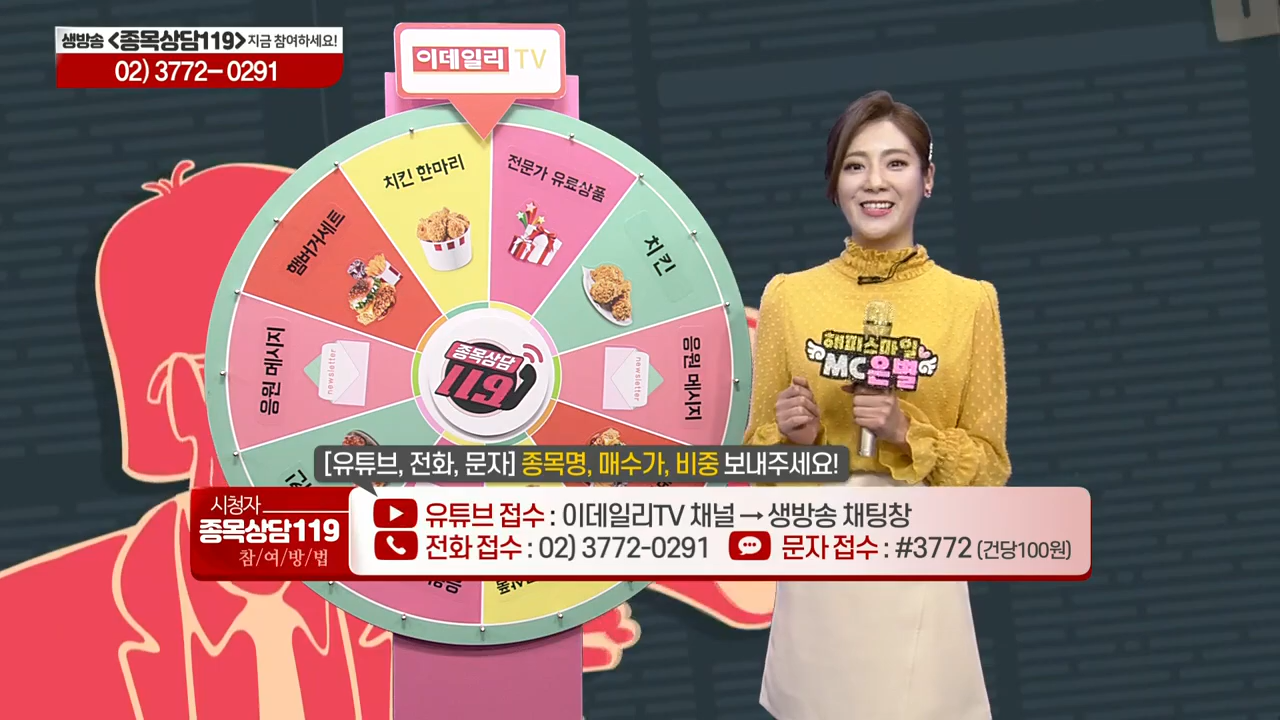 생방송 <종목상담119> 지금 참여하세요!
02) 3772-0291
이데일리 TV
치킨 한마리
전문가 유료상품
햄버거세트
치킨
응원 메시지
newsletter
응원 메시지
newsletter
종목상담
119
해피스마일
MC은별
[유튜브, 전화, 문자] 종목명, 매수가, 비중 보내주세요!
시청자
종목상담119
참/여/방/법
유튜브 접수 : 이데일리TV 채널 → 생방송 채팅창
전화 접수 : 02) 3772-0291
문자 접수 : #3772 (건당100원)